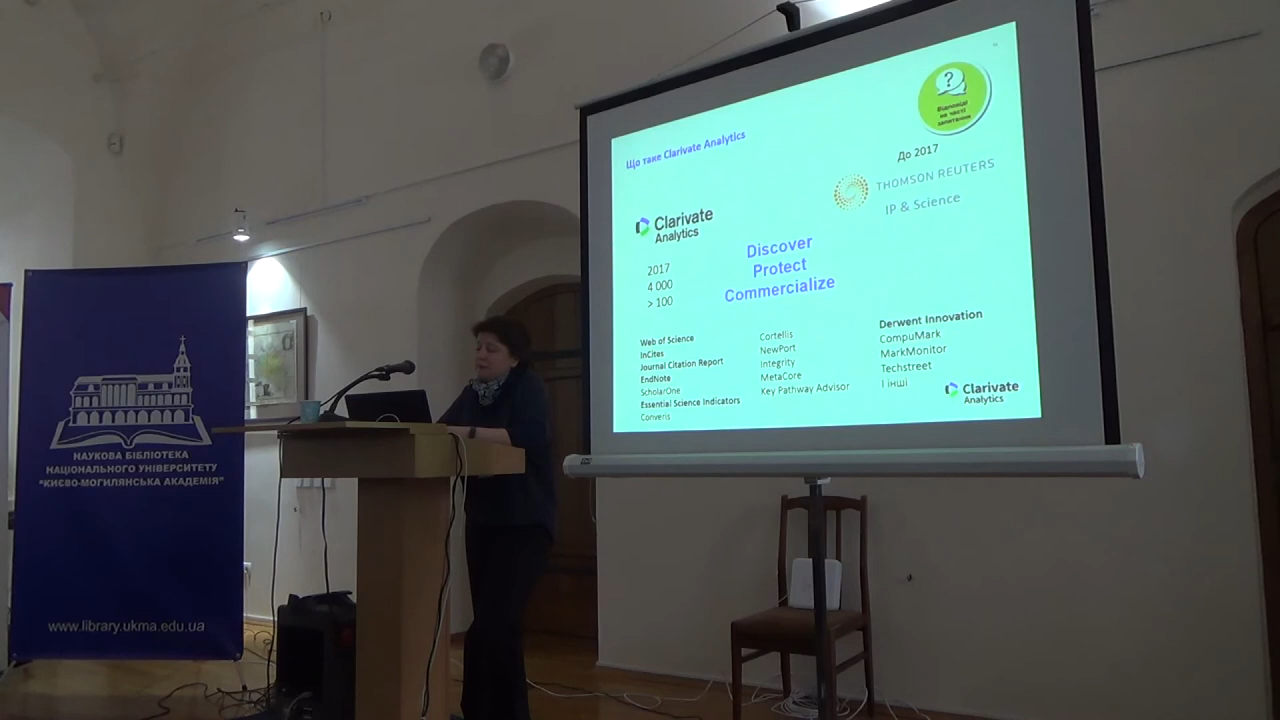 НАУКОВА БІБЛІОТЕКА
НАЦІОНАЛЬНОГО УНІВЕРСИТЕТУ
"КИЄВО-МОГИЛЯНСЬКА АКАДЕМІЯ"
www.library.ukma.edu.ua
Що таке Clarivate Analytics
?
Відповіді
на часті
запитання
До 2017
THOMSON REUTERS
IP & Science
Clarivate
Analytics
2017
4 000
> 100
Discover
Protect
Commercialize
Web of Science
InCites
Journal Citation Report
EndNote
ScholarOne
Essential Science Indicators
Converis
Cortellis
NewPort
Integrity
MetaCore
Key Pathway Advisor
Derwent Innovation
CompuMark
MarkMonitor
Techstreet
І інші
Clarivate
Analytics